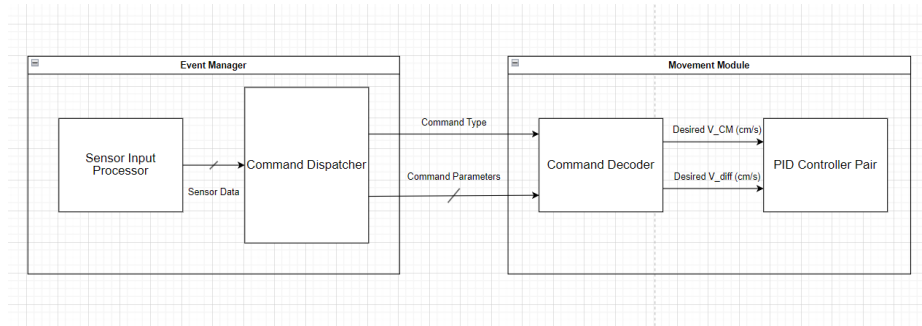 Event Manager
Movement Module
Sensor Input
Processor
Sensor Data
Command Dispatcher
Command Type
Command Parameters
Command Decoder
Desired V_CM (cm/s)
Desired V_diff (cm/s)
PID Controller Pair